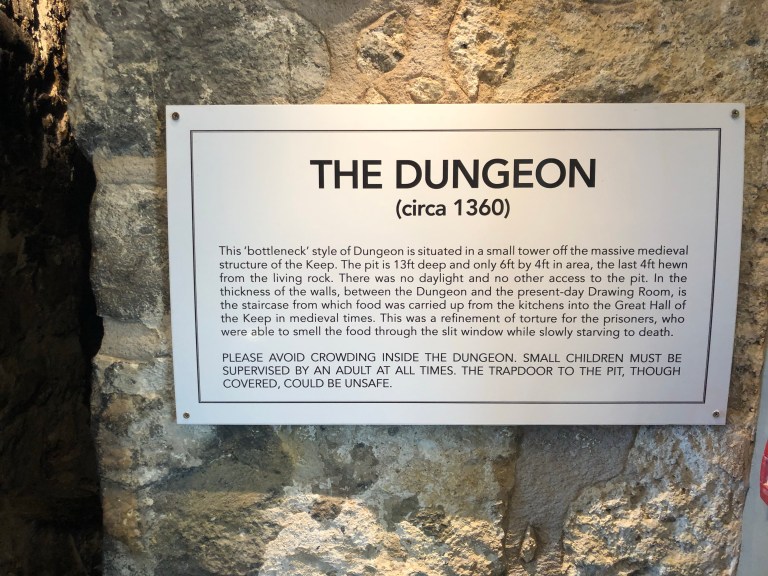 THE DUNGEON
(circa 1360)
This 'bottleneck' style of Dungeon is situated in a small tower off the massive medieval
structure of the Keep. The pit is 13ft deep and only 6ft by 4ft in area, the last 4ft hewn
from the living rock. There was no daylight and no other access to the pit. In the
thickness of the walls, between the Dungeon and the present-day Drawing Room, is
the staircase from which food was carried up from the kitchens into the Great Hall of
the Keep in medieval times. This was a refinement of torture for the prisoners, who
were able to smell the food through the slit window while slowly starving to death.
PLEASE AVOID CROWDING INSIDE THE DUNGEON. SMALL CHILDREN MUST BE
SUPERVISED BY AN ADULT AT ALL TIMES. THE TRAPDOOR TO THE PIT, THOUGH
COVERED, COULD BE UNSAFE.